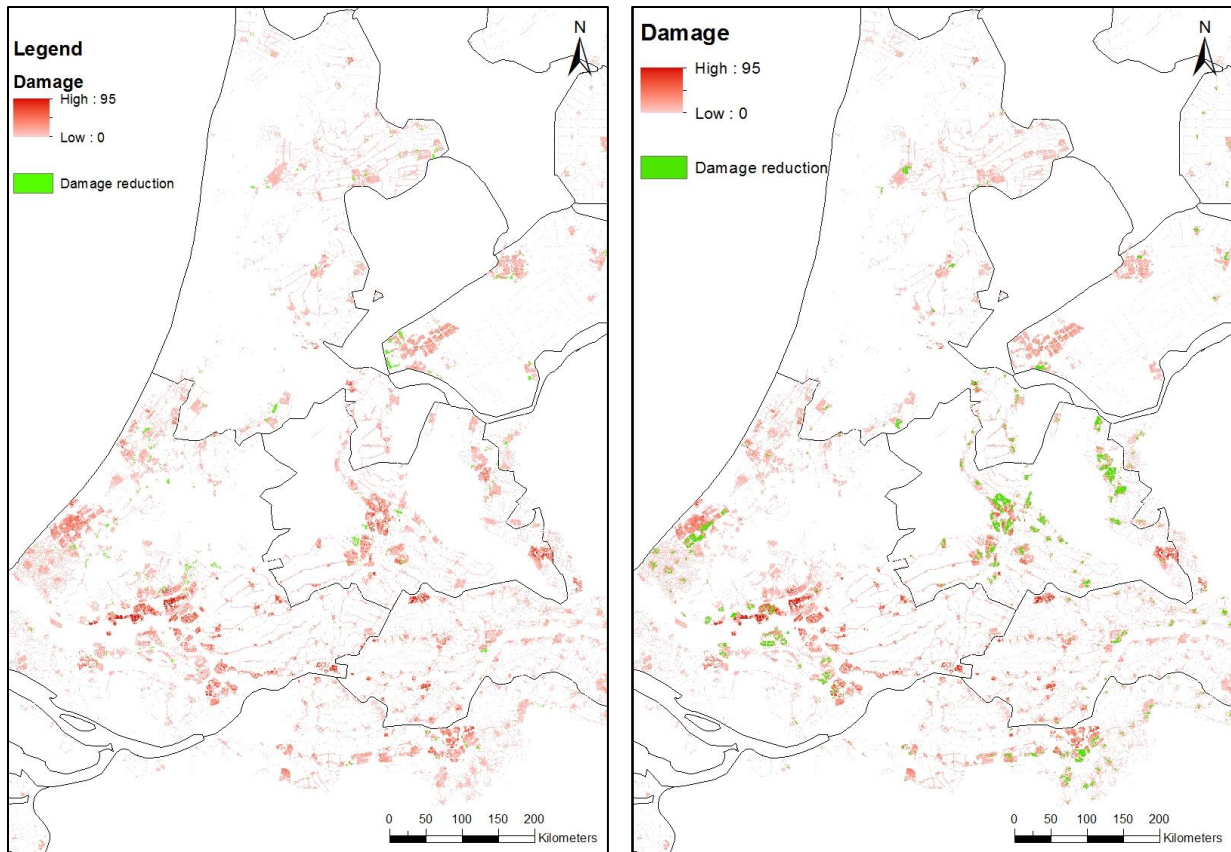 Legend
Damage
High : 95
Low : 0
Damage reduction
N
0 50 100 150 200
Kilometers
Damage
High : 95
Low : 0
Damage reduction
N
0 50 100 150 200
Kilometers